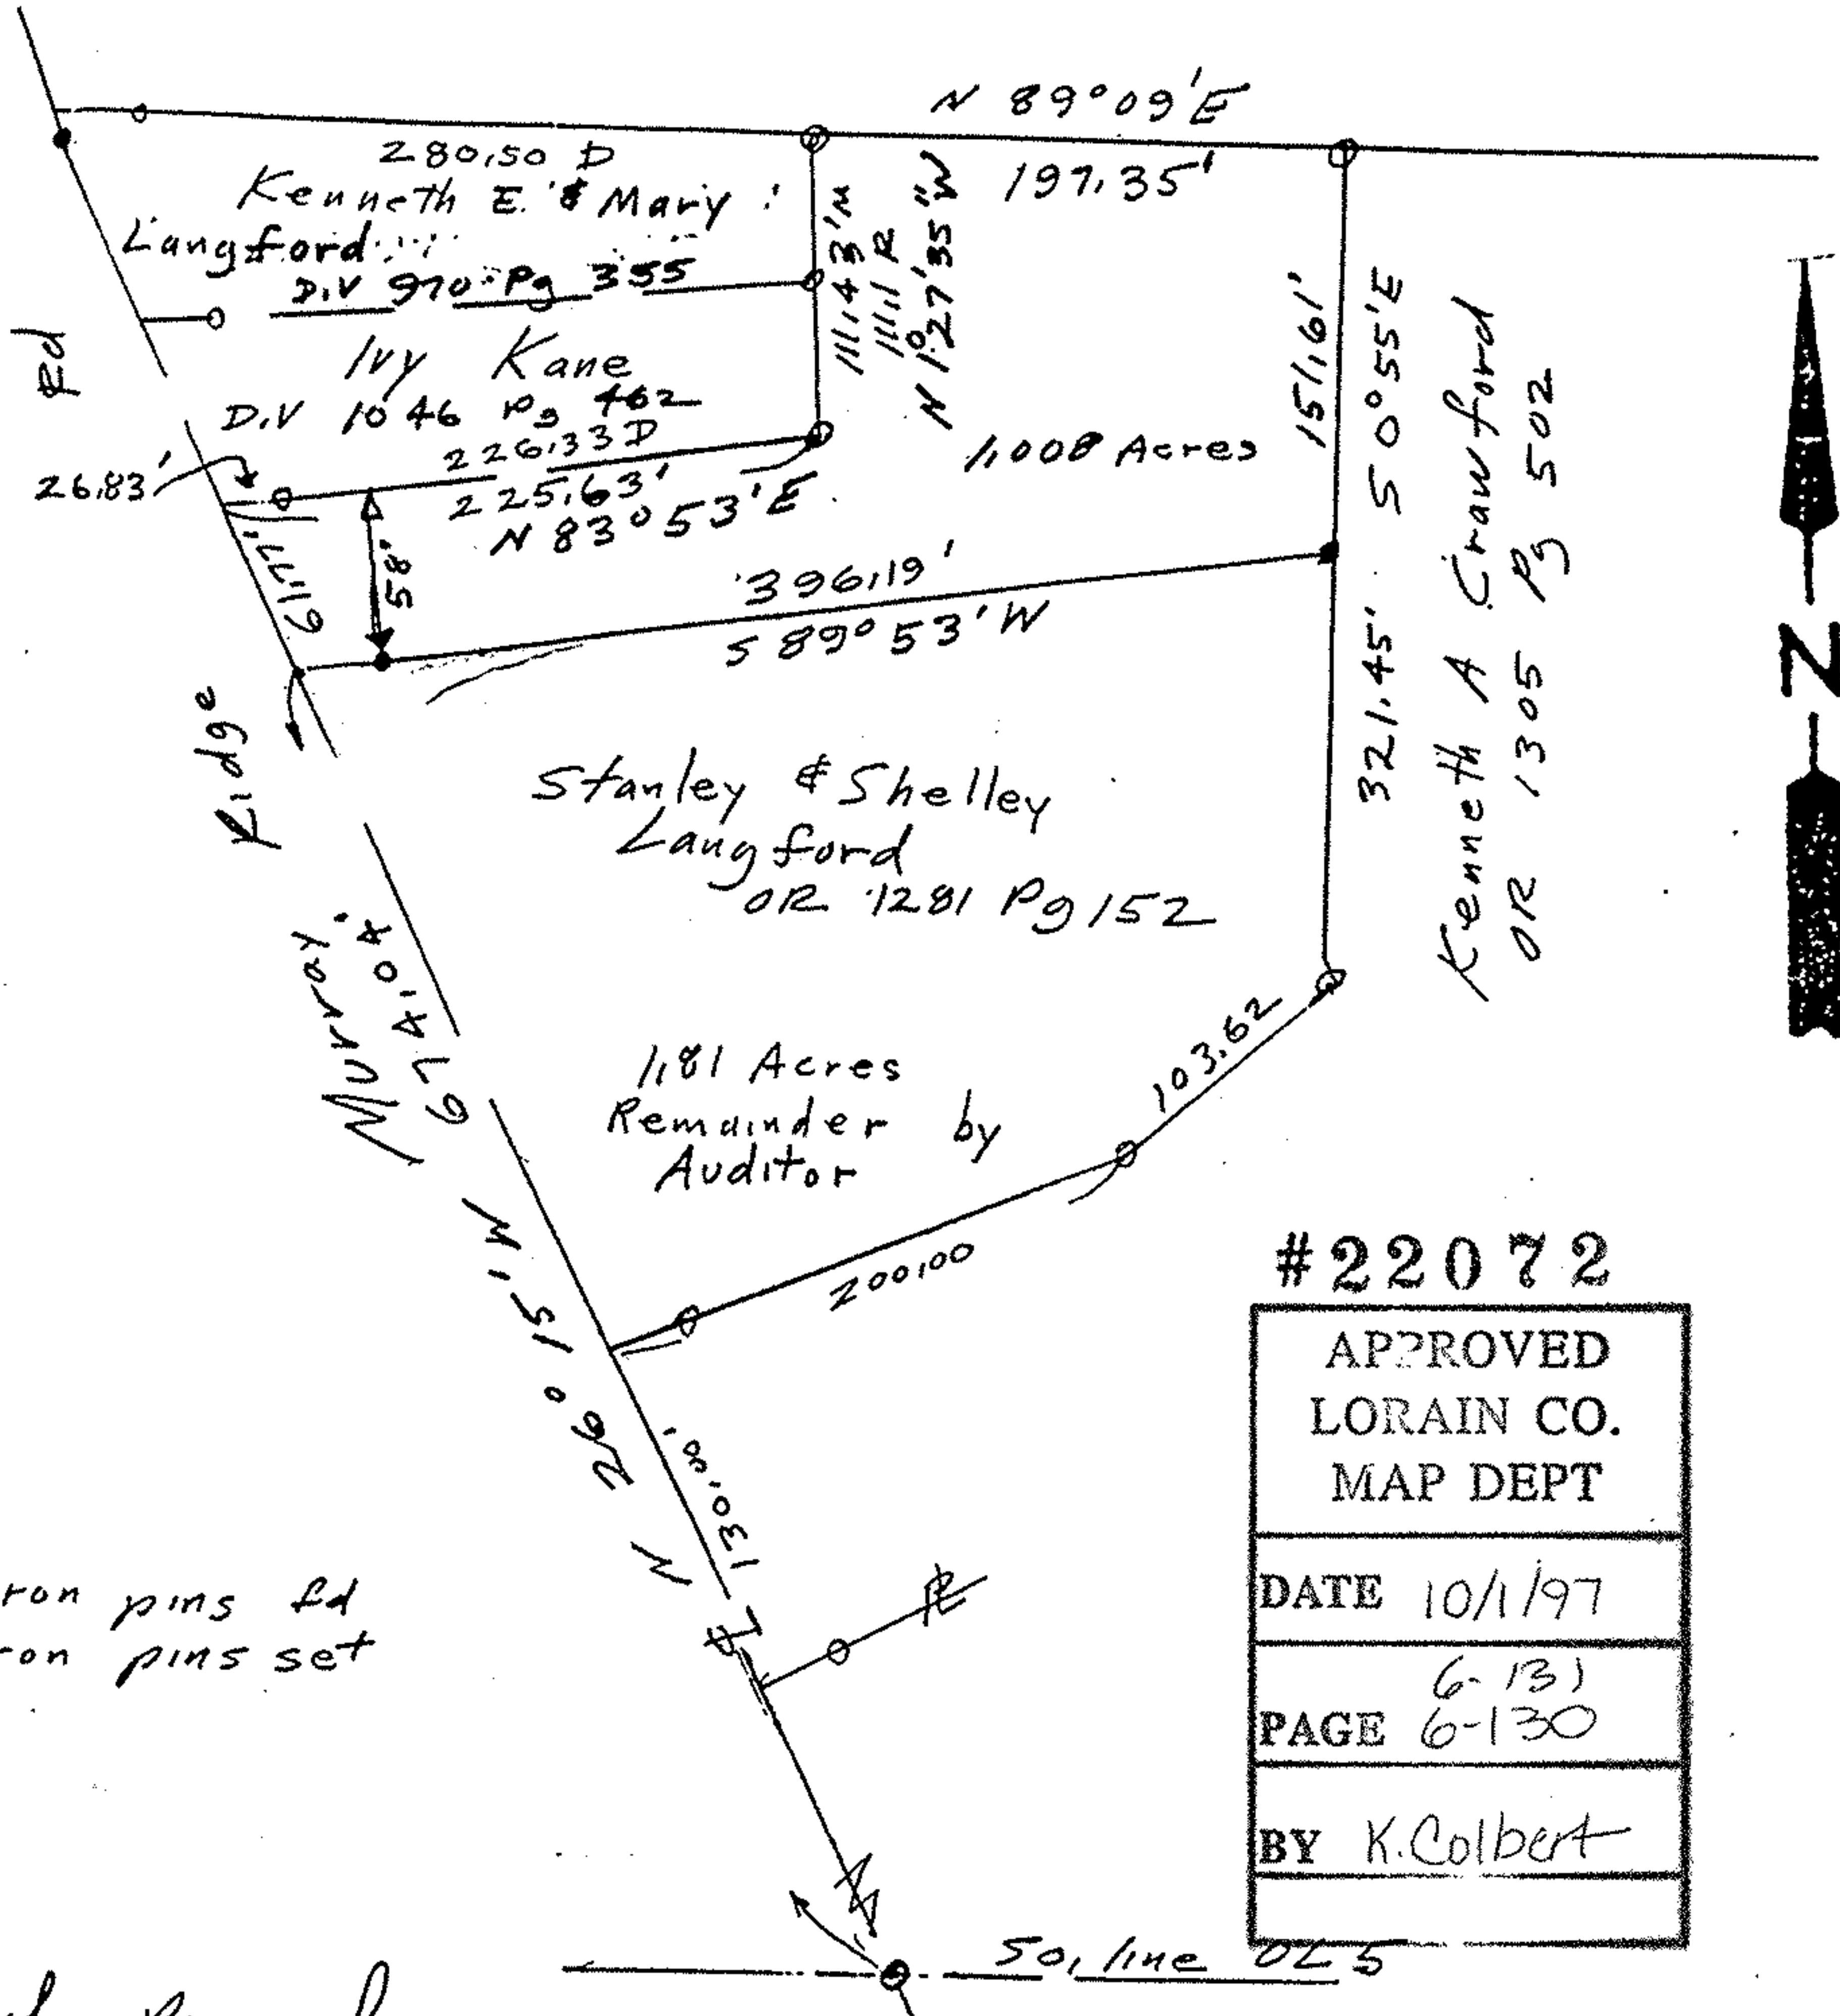 N 89°09'E
280.50 D
197.35'
Kenneth E. & Mary
Langford
D.V 970 Pg 355
111.43'M
111.1 R
N 1°27'35"W
Rd
Ivy Kane
D.V 1046 Pg 462
226.33 D
26.83'
225.63'
N 83°53'E
1.008 Acres
151.61'
S 0°55'E
321.45'
Kenneth A Crawford
OR 1305 Pg 502
N
61.77'
58'
396.19'
S 89°53'W
Ridge
Stanley & Shelley
Langford
OR 1281 Pg 152
Murray
674.04'
1.81 Acres
Remainder by
Auditor
103.62
200.00
N 26°15'W
130.00'
#22072
APPROVED
LORAIN CO.
MAP DEPT
DATE 10/1/97
6-131
PAGE 6-130
BY K. Colbert
ron pins fd
ron pins set
So. line OL 5